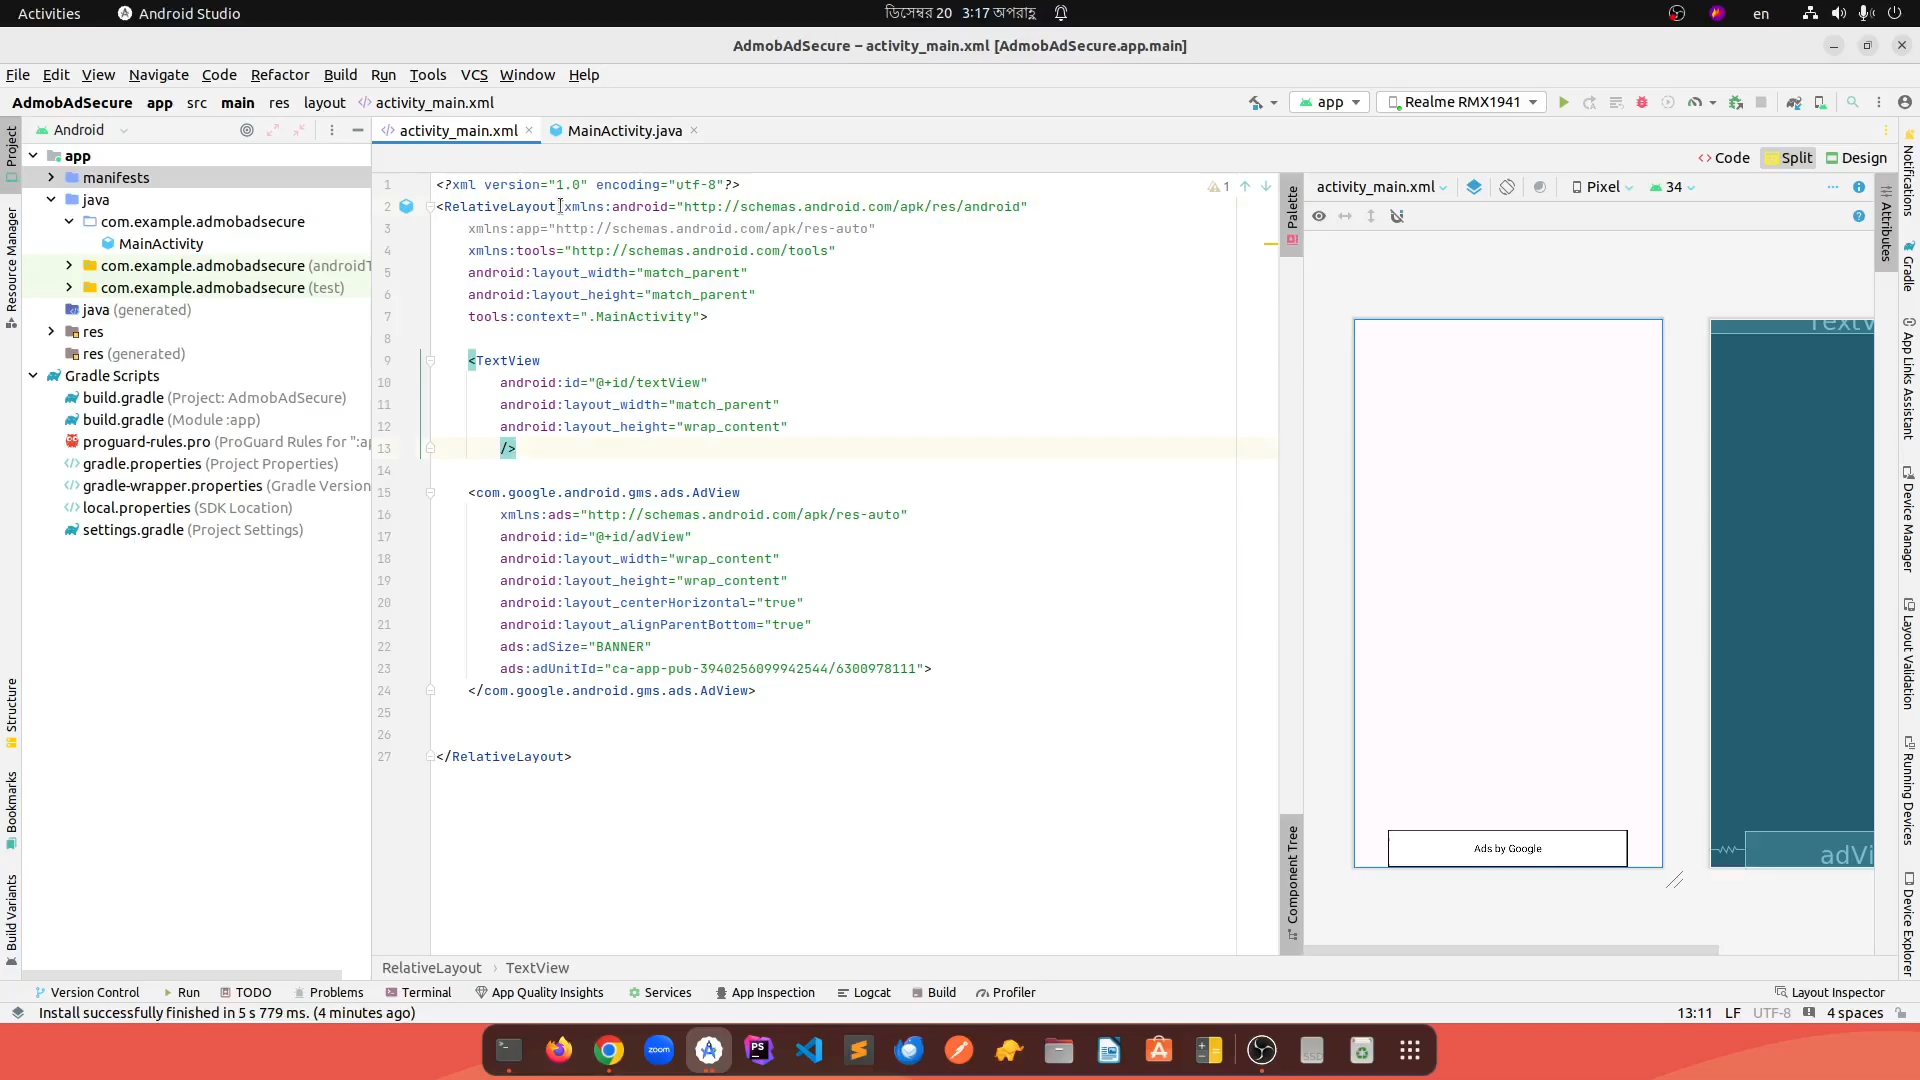 Activities
Android Studio
ডিসেম্বর 20 3:17 অপরাহ্ণ
en
AdmobAdSecure – activity_main.xml [AdmobAdSecure.app.main]
File Edit View Navigate Code Refactor Build Run Tools VCS Window Help
AdmobAdSecure app src main res layout activity_main.xml
app
Realme RMX1941
Android
activity_main.xml
MainActivity.java
Code Split Design
Project
Resource Manager
Structure
Bookmarks
Build Variants
app
manifests
java
com.example.admobadsecure
MainActivity
com.example.admobadsecure (androidT
com.example.admobadsecure (test)
java (generated)
res
res (generated)
Gradle Scripts
build.gradle (Project: AdmobAdSecure)
build.gradle (Module :app)
proguard-rules.pro (ProGuard Rules for ":ap
gradle.properties (Project Properties)
gradle-wrapper.properties (Gradle Version
local.properties (SDK Location)
settings.gradle (Project Settings)
1 <?xml version="1.0" encoding="utf-8"?>
2 <RelativeLayout xmlns:android="http://schemas.android.com/apk/res/android"
3 xmlns:app="http://schemas.android.com/apk/res-auto"
4 xmlns:tools="http://schemas.android.com/tools"
5 android:layout_width="match_parent"
6 android:layout_height="match_parent"
7 tools:context=".MainActivity">
8
9 <TextView
10 android:id="@+id/textView"
11 android:layout_width="match_parent"
12 android:layout_height="wrap_content"
13 />
14
15 <com.google.android.gms.ads.AdView
16 xmlns:ads="http://schemas.android.com/apk/res-auto"
17 android:id="@+id/adView"
18 android:layout_width="wrap_content"
19 android:layout_height="wrap_content"
20 android:layout_centerHorizontal="true"
21 android:layout_alignParentBottom="true"
22 ads:adSize="BANNER"
23 ads:adUnitId="ca-app-pub-3940256099942544/6300978111">
24 </com.google.android.gms.ads.AdView>
25
26
27 </RelativeLayout>
1
Palette
Component Tree
activity_main.xml
Pixel
34
TextV
Ads by Google
adVi
Attributes
Notifications
Gradle
App Links Assistant
Device Manager
Layout Validation
Running Devices
Device Explorer
RelativeLayout › TextView
Version Control Run TODO Problems Terminal App Quality Insights Services App Inspection Logcat Build Profiler
Layout Inspector
Install successfully finished in 5 s 779 ms. (4 minutes ago)
13:11 LF UTF-8 4 spaces
zoom
PS
SSD